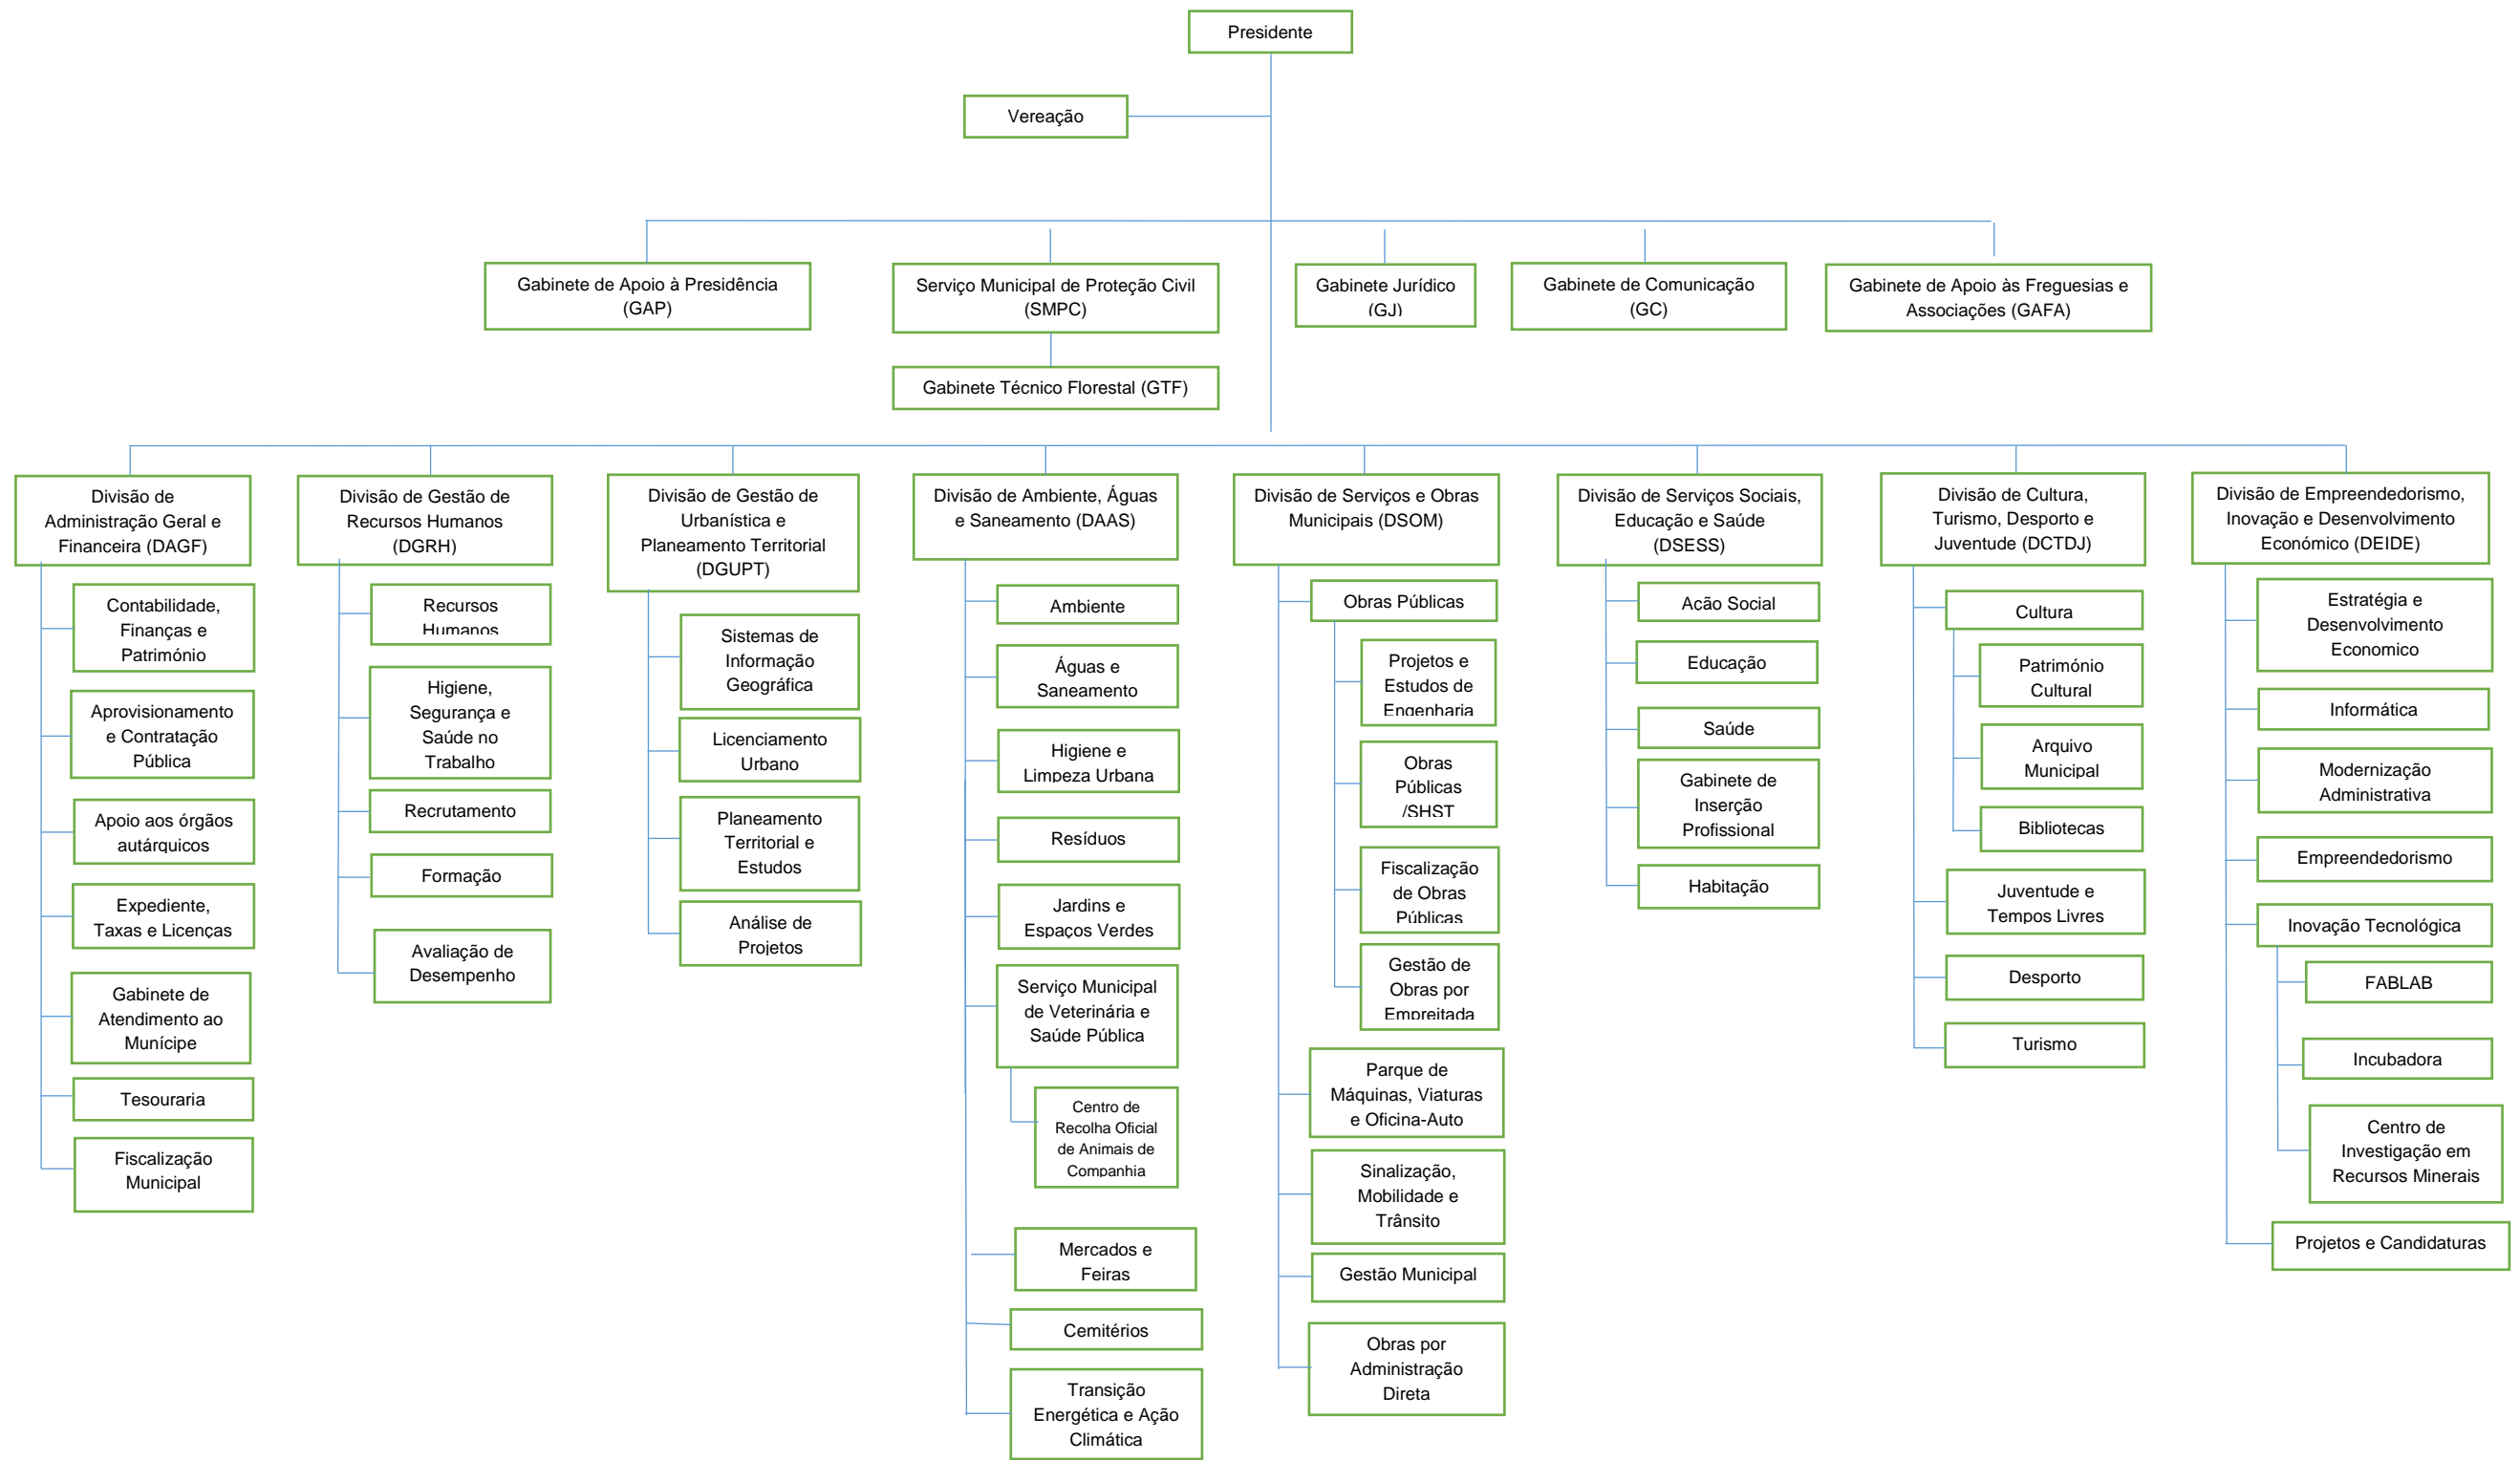 Presidente
Vereação
Gabinete de Apoio à Presidência
(GAP)
Serviço Municipal de Proteção Civil
(SMPC)
Gabinete Jurídico
(GJ)
Gabinete de Comunicação
(GC)
Gabinete de Apoio às Freguesias e
Associações (GAFA)
Gabinete Técnico Florestal (GTF)
Divisão de
Administração Geral e
Financeira (DAGF)
Contabilidade,
Finanças e
Património
Aprovisionamento
e Contratação
Pública
Apoio aos órgãos
autárquicos
Expediente,
Taxas e Licenças
Gabinete de
Atendimento ao
Munícipe
Tesouraria
Fiscalização
Municipal
Divisão de Gestão de
Recursos Humanos
(DGRH)
Recursos
Humanos
Higiene,
Segurança e
Saúde no
Trabalho
Recrutamento
Formação
Avaliação de
Desempenho
Divisão de Gestão de
Urbanística e
Planeamento Territorial
(DGUPT)
Sistemas de
Informação
Geográfica
Licenciamento
Urbano
Planeamento
Territorial e
Estudos
Análise de
Projetos
Divisão de Ambiente, Águas
e Saneamento (DAAS)
Ambiente
Águas e
Saneamento
Higiene e
Limpeza Urbana
Resíduos
Jardins e
Espaços Verdes
Serviço Municipal
de Veterinária e
Saúde Pública
Centro de
Recolha Oficial
de Animais de
Companhia
Mercados e
Feiras
Cemitérios
Transição
Energética e Ação
Climática
Divisão de Serviços e Obras
Municipais (DSOM)
Obras Públicas
Projetos e
Estudos de
Engenharia
Obras
Públicas
/SHST
Fiscalização
de Obras
Públicas
Gestão de
Obras por
Empreitada
Parque de
Máquinas, Viaturas
e Oficina-Auto
Sinalização,
Mobilidade e
Trânsito
Gestão Municipal
Obras por
Administração
Direta
Divisão de Serviços Sociais,
Educação e Saúde
(DSESS)
Ação Social
Educação
Saúde
Gabinete de
Inserção
Profissional
Habitação
Divisão de Cultura,
Turismo, Desporto e
Juventude (DCTDJ)
Cultura
Património
Cultural
Arquivo
Municipal
Bibliotecas
Juventude e
Tempos Livres
Desporto
Turismo
Divisão de Empreendedorismo,
Inovação e Desenvolvimento
Económico (DEIDE)
Estratégia e
Desenvolvimento
Economico
Informática
Modernização
Administrativa
Empreendedorismo
Inovação Tecnológica
FABLAB
Incubadora
Centro de
Investigação em
Recursos Minerais
Projetos e Candidaturas